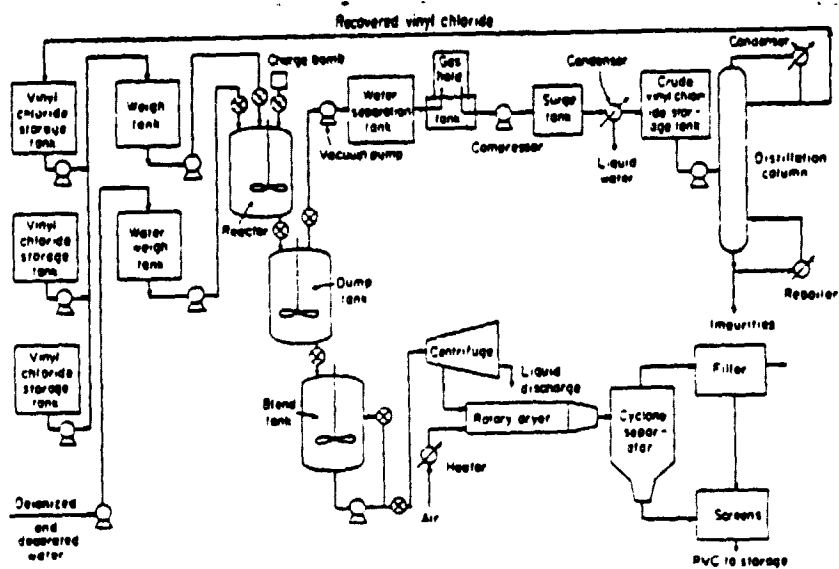 Recovered vinyl chloride
Vinyl
chloride
storage
tank
Weigh
tank
Charge bomb
Reactor
Vacuum pump
Water
separation
tank
Gas
hold
tank
Compressor
Surge
tank
Condenser
Liquid
water
Crude
vinyl chlor-
ide stor-
age tank
Condenser
Distillation
column
Reboiler
Impurities
Vinyl
chloride
storage
tank
Water
weigh
tank
Dump
tank
Vinyl
chloride
storage
tank
Blend
tank
Centrifuge
Liquid
discharge
Rotary dryer
Heater
Air
Cyclone
separ-
ator
Filter
Screens
PVC to storage
Deionized
and
deaerated
water